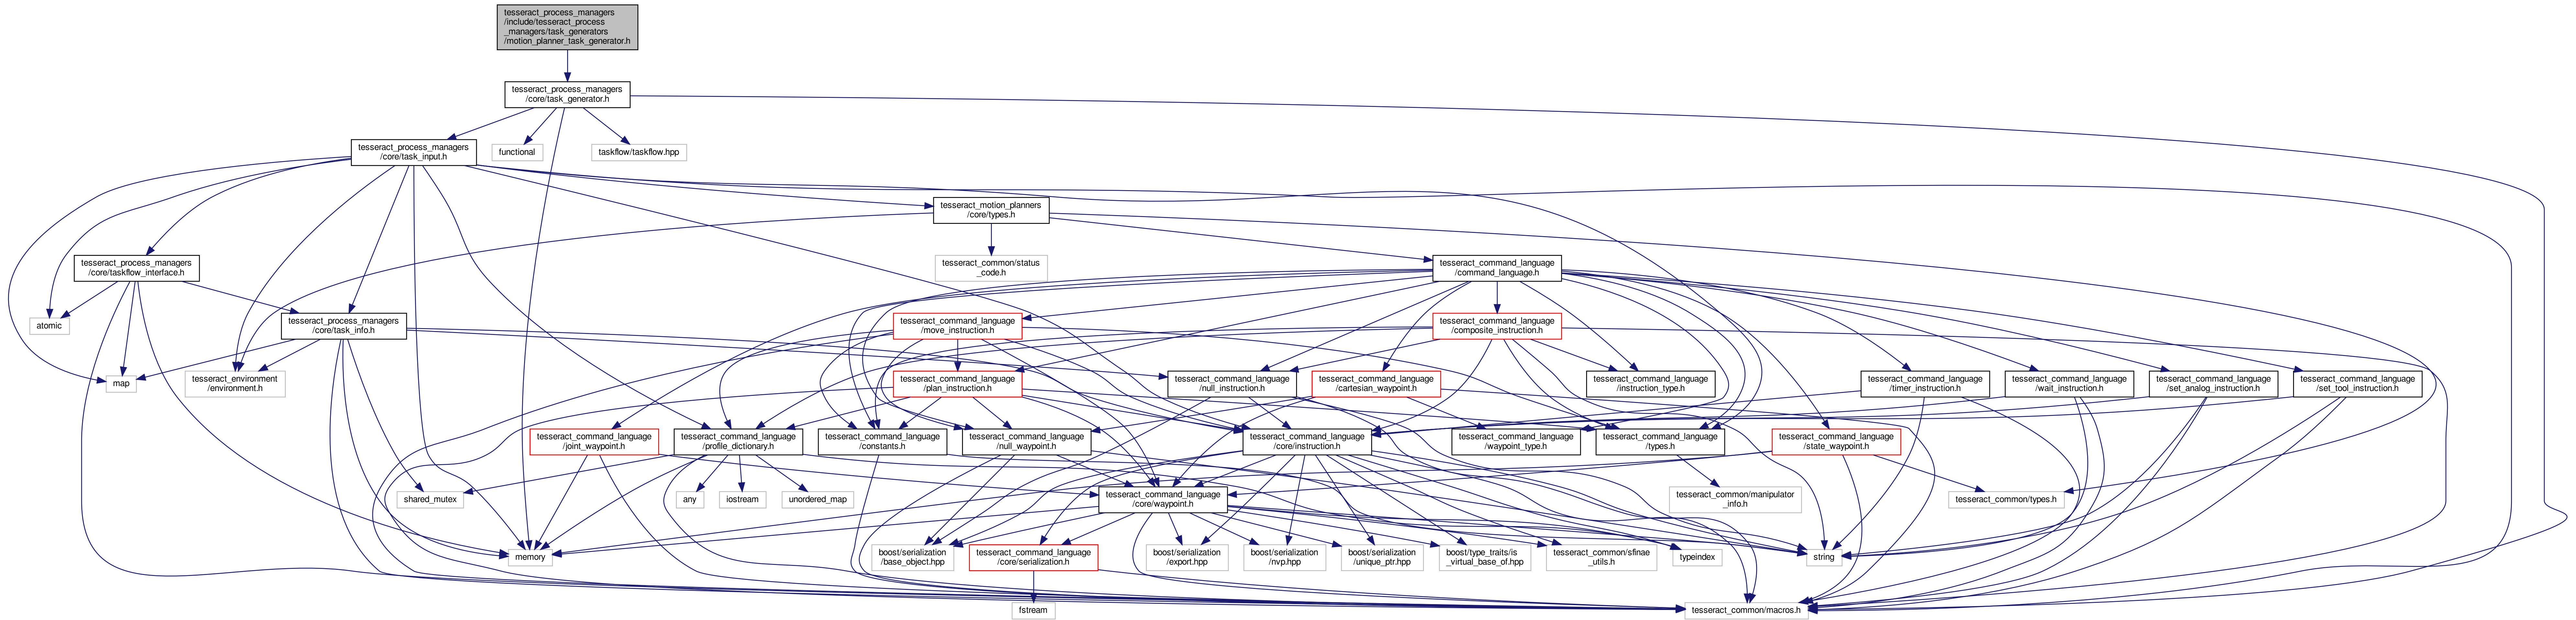 tesseract_process_managers
/include/tesseract_process
_managers/task_generators
/motion_planner_task_generator.h
tesseract_process_managers
/core/task_generator.h
tesseract_process_managers
/core/task_input.h
functional
taskflow/taskflow.hpp
tesseract_motion_planners
/core/types.h
tesseract_process_managers
/core/taskflow_interface.h
tesseract_common/status
_code.h
tesseract_command_language
/command_language.h
atomic
tesseract_process_managers
/core/task_info.h
tesseract_command_language
/move_instruction.h
tesseract_command_language
/composite_instruction.h
map
tesseract_environment
/environment.h
tesseract_command_language
/plan_instruction.h
tesseract_command_language
/null_instruction.h
tesseract_command_language
/cartesian_waypoint.h
tesseract_command_language
/instruction_type.h
tesseract_command_language
/timer_instruction.h
tesseract_command_language
/wait_instruction.h
tesseract_command_language
/set_analog_instruction.h
tesseract_command_language
/set_tool_instruction.h
tesseract_command_language
/joint_waypoint.h
tesseract_command_language
/profile_dictionary.h
tesseract_command_language
/constants.h
tesseract_command_language
/null_waypoint.h
tesseract_command_language
/core/instruction.h
tesseract_command_language
/waypoint_type.h
tesseract_command_language
/types.h
tesseract_command_language
/state_waypoint.h
shared_mutex
any
iostream
unordered_map
tesseract_command_language
/core/waypoint.h
tesseract_common/manipulator
_info.h
tesseract_common/types.h
memory
boost/serialization
/base_object.hpp
tesseract_command_language
/core/serialization.h
boost/serialization
/export.hpp
boost/serialization
/nvp.hpp
boost/serialization
/unique_ptr.hpp
boost/type_traits/is
_virtual_base_of.hpp
tesseract_common/sfinae
_utils.h
typeindex
string
fstream
tesseract_common/macros.h